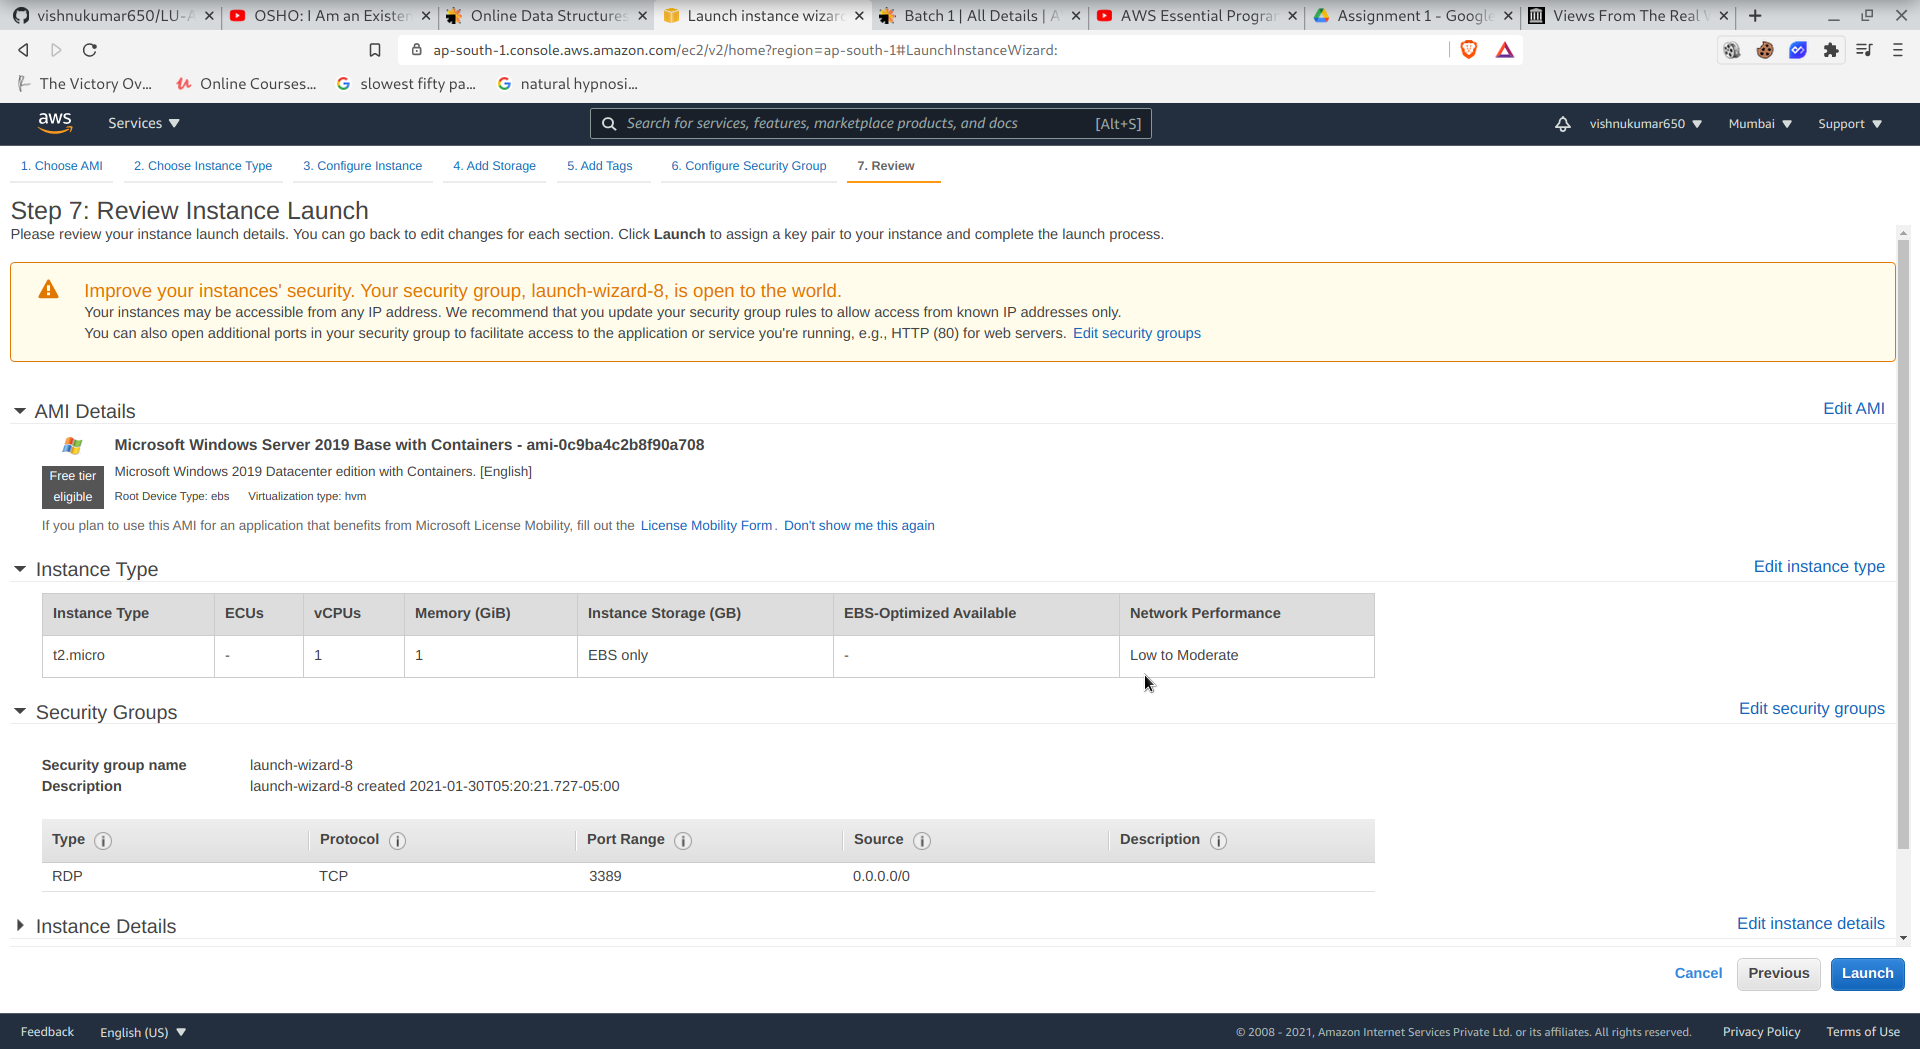 vishnukumar650/LU-A
OSHO: I Am an Existen
Online Data Structures
Launch instance wizard
Batch 1 | All Details | A
AWS Essential Program
Assignment 1 - Google
Views From The Real W
ap-south-1.console.aws.amazon.com/ec2/v2/home?region=ap-south-1#LaunchInstanceWizard:
The Victory Ov...
Online Courses...
slowest fifty pa...
natural hypnosi...
aws
Services
Search for services, features, marketplace products, and docs
[Alt+S]
vishnukumar650
Mumbai
Support
1. Choose AMI
2. Choose Instance Type
3. Configure Instance
4. Add Storage
5. Add Tags
6. Configure Security Group
7. Review
Step 7: Review Instance Launch
Please review your instance launch details. You can go back to edit changes for each section. Click Launch to assign a key pair to your instance and complete the launch process.
Improve your instances' security. Your security group, launch-wizard-8, is open to the world.
Your instances may be accessible from any IP address. We recommend that you update your security group rules to allow access from known IP addresses only.
You can also open additional ports in your security group to facilitate access to the application or service you're running, e.g., HTTP (80) for web servers. Edit security groups
AMI Details
Edit AMI
Microsoft Windows Server 2019 Base with Containers - ami-0c9ba4c2b8f90a708
Free tier eligible
Microsoft Windows 2019 Datacenter edition with Containers. [English]
Root Device Type: ebs Virtualization type: hvm
If you plan to use this AMI for an application that benefits from Microsoft License Mobility, fill out the License Mobility Form. Don't show me this again
Instance Type
Edit instance type
Instance Type ECUs vCPUs Memory (GiB) Instance Storage (GB) EBS-Optimized Available Network Performance
t2.micro - 1 1 EBS only - Low to Moderate
Security Groups
Edit security groups
Security group name launch-wizard-8
Description launch-wizard-8 created 2021-01-30T05:20:21.727-05:00
Type Protocol Port Range Source Description
RDP TCP 3389 0.0.0.0/0
Instance Details
Edit instance details
Cancel Previous Launch
Feedback English (US) © 2008 - 2021, Amazon Internet Services Private Ltd. or its affiliates. All rights reserved. Privacy Policy Terms of Use